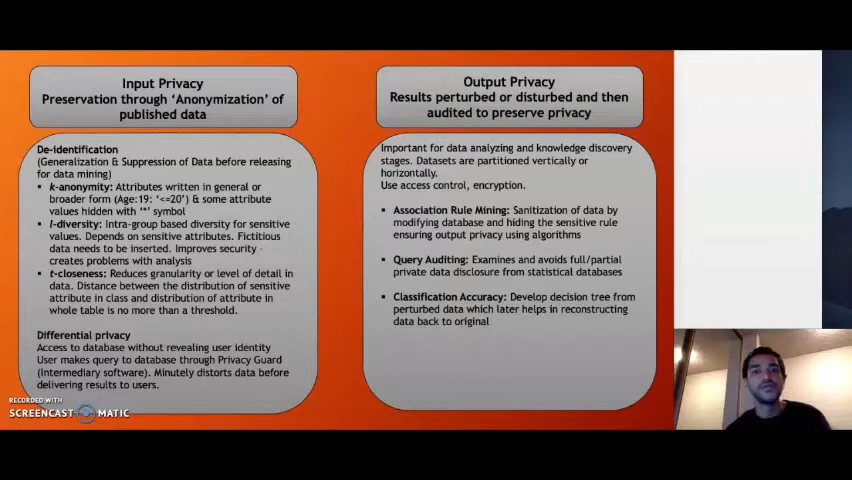 Input Privacy
Preservation through ‘Anonymization’ of
published data
De-identification
(Generalization & Suppression of Data before releasing
for data mining)
▪ k-anonymity: Attributes written in general or
broader form (Age:19: ‘<=20’) & some attribute
values hidden with ‘*’ symbol
▪ l-diversity: Intra-group based diversity for sensitive
values. Depends on sensitive attributes. Fictitious
data needs to be inserted. Improves security –
creates problems with analysis
▪ t-closeness: Reduces granularity or level of detail in
data. Distance between the distribution of sensitive
attribute in class and distribution of attribute in
whole table is no more than a threshold.
Differential privacy
Access to database without revealing user identity
User makes query to database through Privacy Guard
(Intermediary software). Minutely distorts data before
delivering results to users.
Output Privacy
Results perturbed or disturbed and then
audited to preserve privacy
Important for data analyzing and knowledge discovery
stages. Datasets are partitioned vertically or
horizontally.
Use access control, encryption.
▪ Association Rule Mining: Sanitization of data by
modifying database and hiding the sensitive rule
ensuring output privacy using algorithms
▪ Query Auditing: Examines and avoids full/partial
private data disclosure from statistical databases
▪ Classification Accuracy: Develop decision tree from
perturbed data which later helps in reconstructing
data back to original
RECORDED WITH
SCREENCAST MATIC